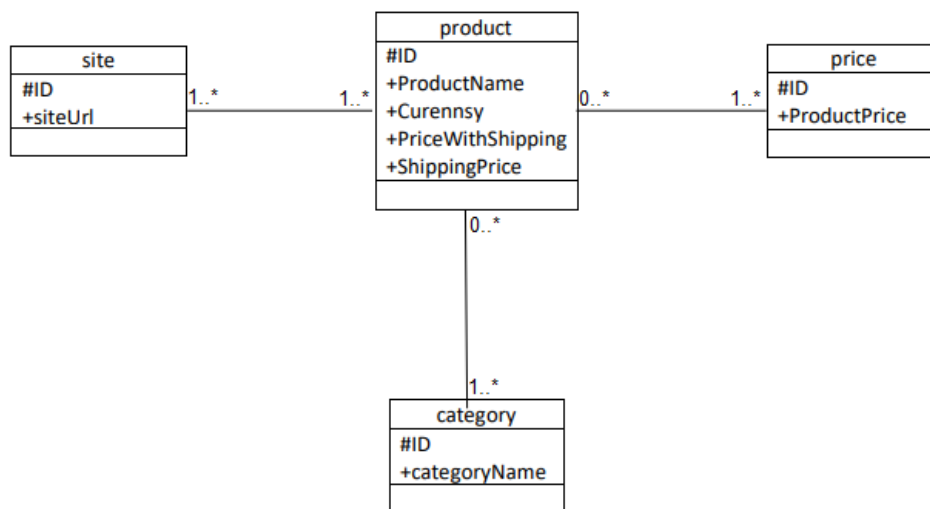 site
#ID
+siteUrl
1..*
1..*
product
#ID
+ProductName
+Curennsy
+PriceWithShipping
+ShippingPrice
0..*
1..*
price
#ID
+ProductPrice
0..*
1..*
category
#ID
+categoryName